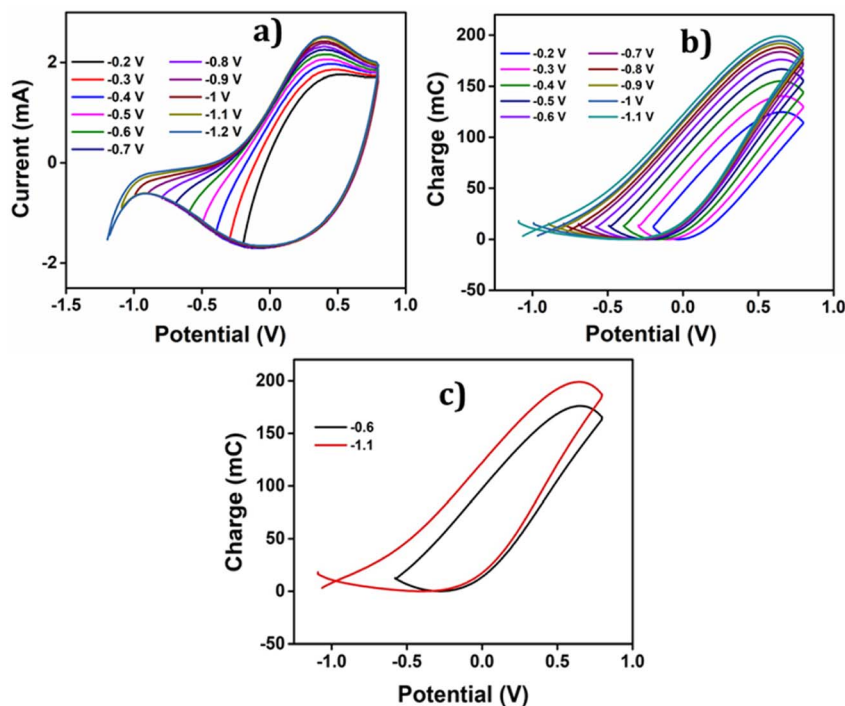 a)
2
0
-2
Current (mA)
-0.2 V
-0.3 V
-0.4 V
-0.5 V
-0.6 V
-0.7 V
-0.8 V
-0.9 V
-1 V
-1.1 V
-1.2 V
-1.5 -1.0 -0.5 0.0 0.5 1.0
Potential (V)
b)
200
150
100
50
0
-50
Charge (mC)
-0.2 V
-0.3 V
-0.4 V
-0.5 V
-0.6 V
-0.7 V
-0.8 V
-0.9 V
-1 V
-1.1 V
-1.0 -0.5 0.0 0.5 1.0
Potential (V)
c)
200
150
100
50
0
-50
Charge (mC)
-0.6
-1.1
-1.0 -0.5 0.0 0.5 1.0
Potential (V)